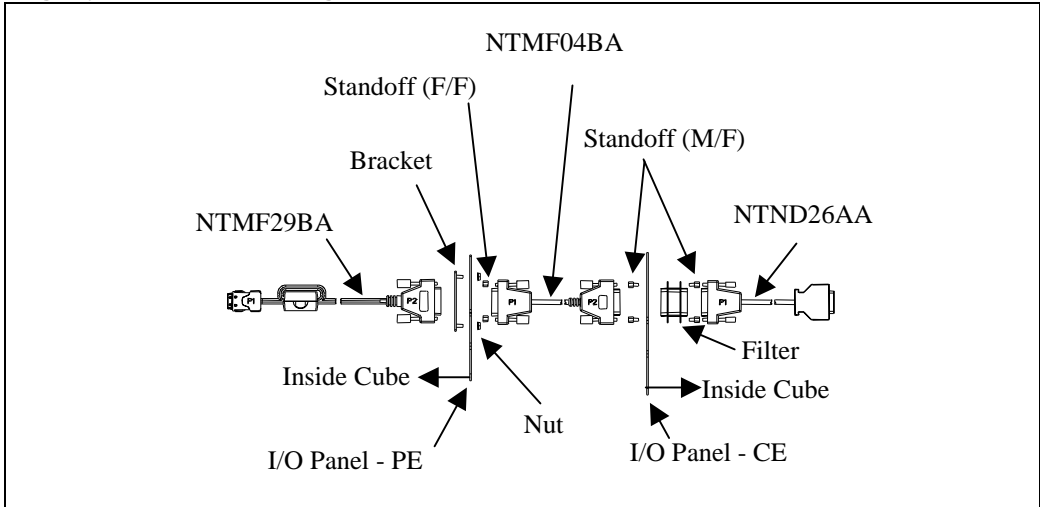 NTMF04BA
Standoff (F/F)
Standoff (M/F)
Bracket
NTMF29BA
NTND26AA
P1
P2
P1
P2
P1
Filter
Inside Cube
Inside Cube
Nut
I/O Panel - PE
I/O Panel - CE